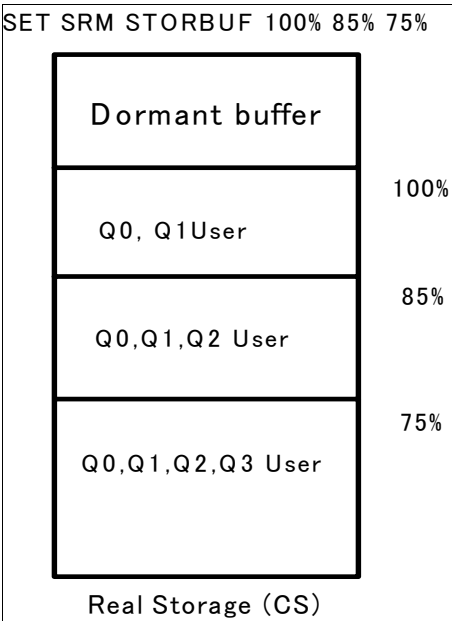 SET SRM STORBUF 100% 85% 75%
Dormant buffer
100%
Q0, Q1User
85%
Q0,Q1,Q2 User
75%
Q0,Q1,Q2,Q3 User
Real Storage (CS)